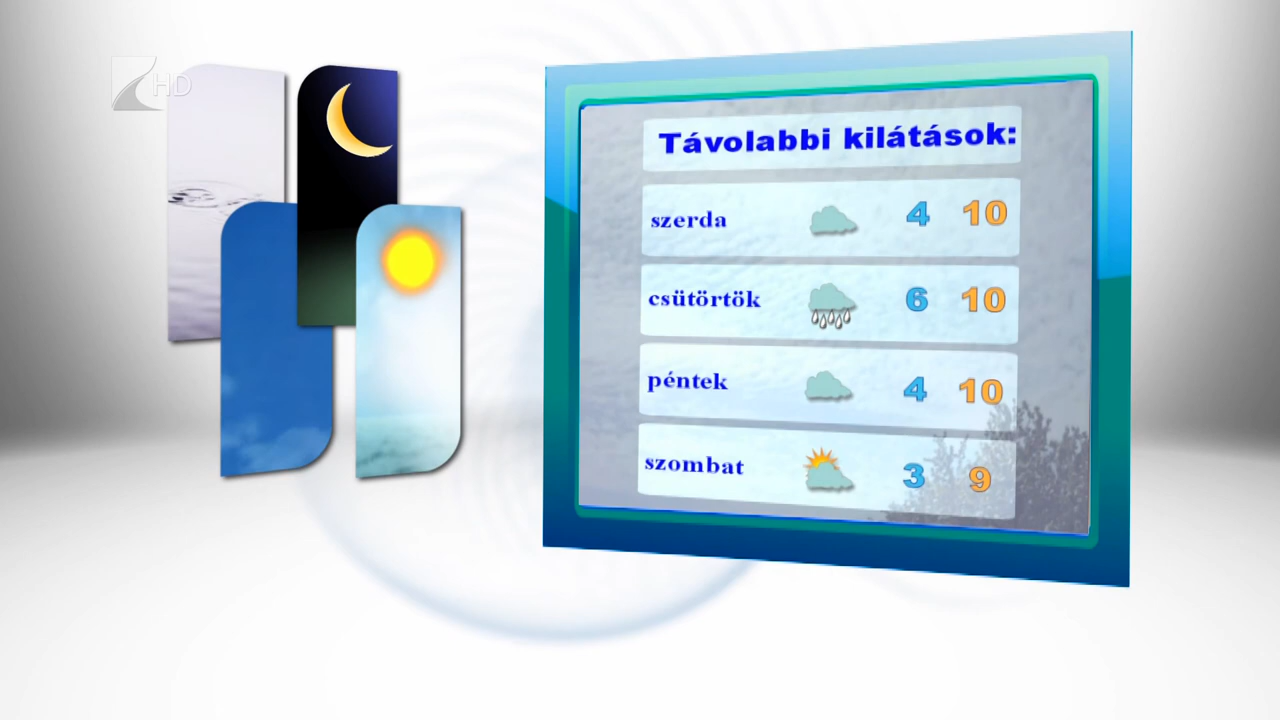 HD
Távolabbi kilátások:
szerda 4 10
csütörtök 6 10
péntek 4 10
szombat 3 9